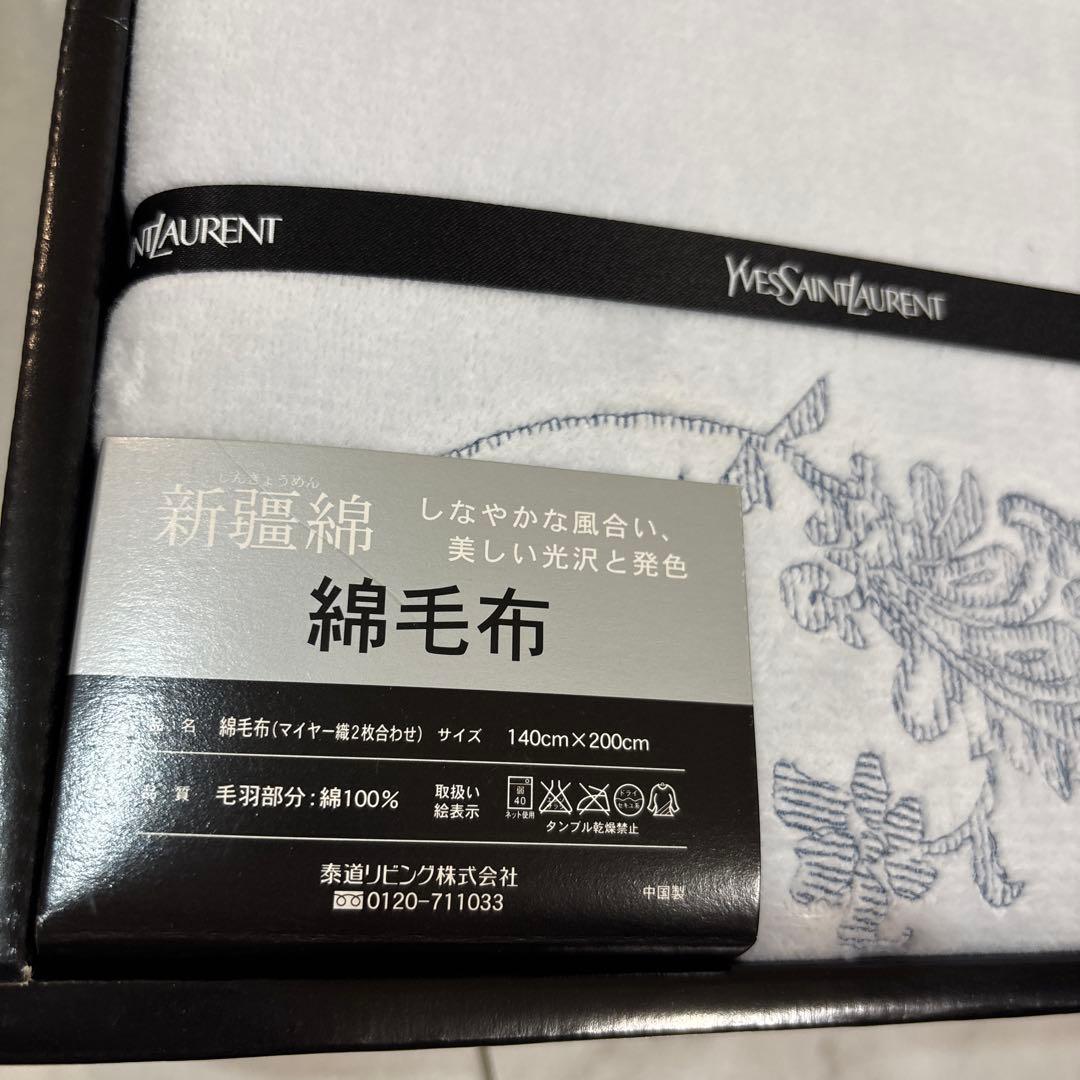 NTLAURENT
YVESSAINTLAURENT
しんきょうめん
新疆綿
しなやかな風合い、
美しい光沢と発色
綿毛布
品 名 綿毛布(マイヤー織2枚合わせ) サイズ 140cm×200cm
品 質 毛羽部分:綿100% 取扱い
絵表示
弱
40
ネット使用
ドライ
セキユ系
タンブル乾燥禁止
泰道リビング株式会社
0120-711033
中国製